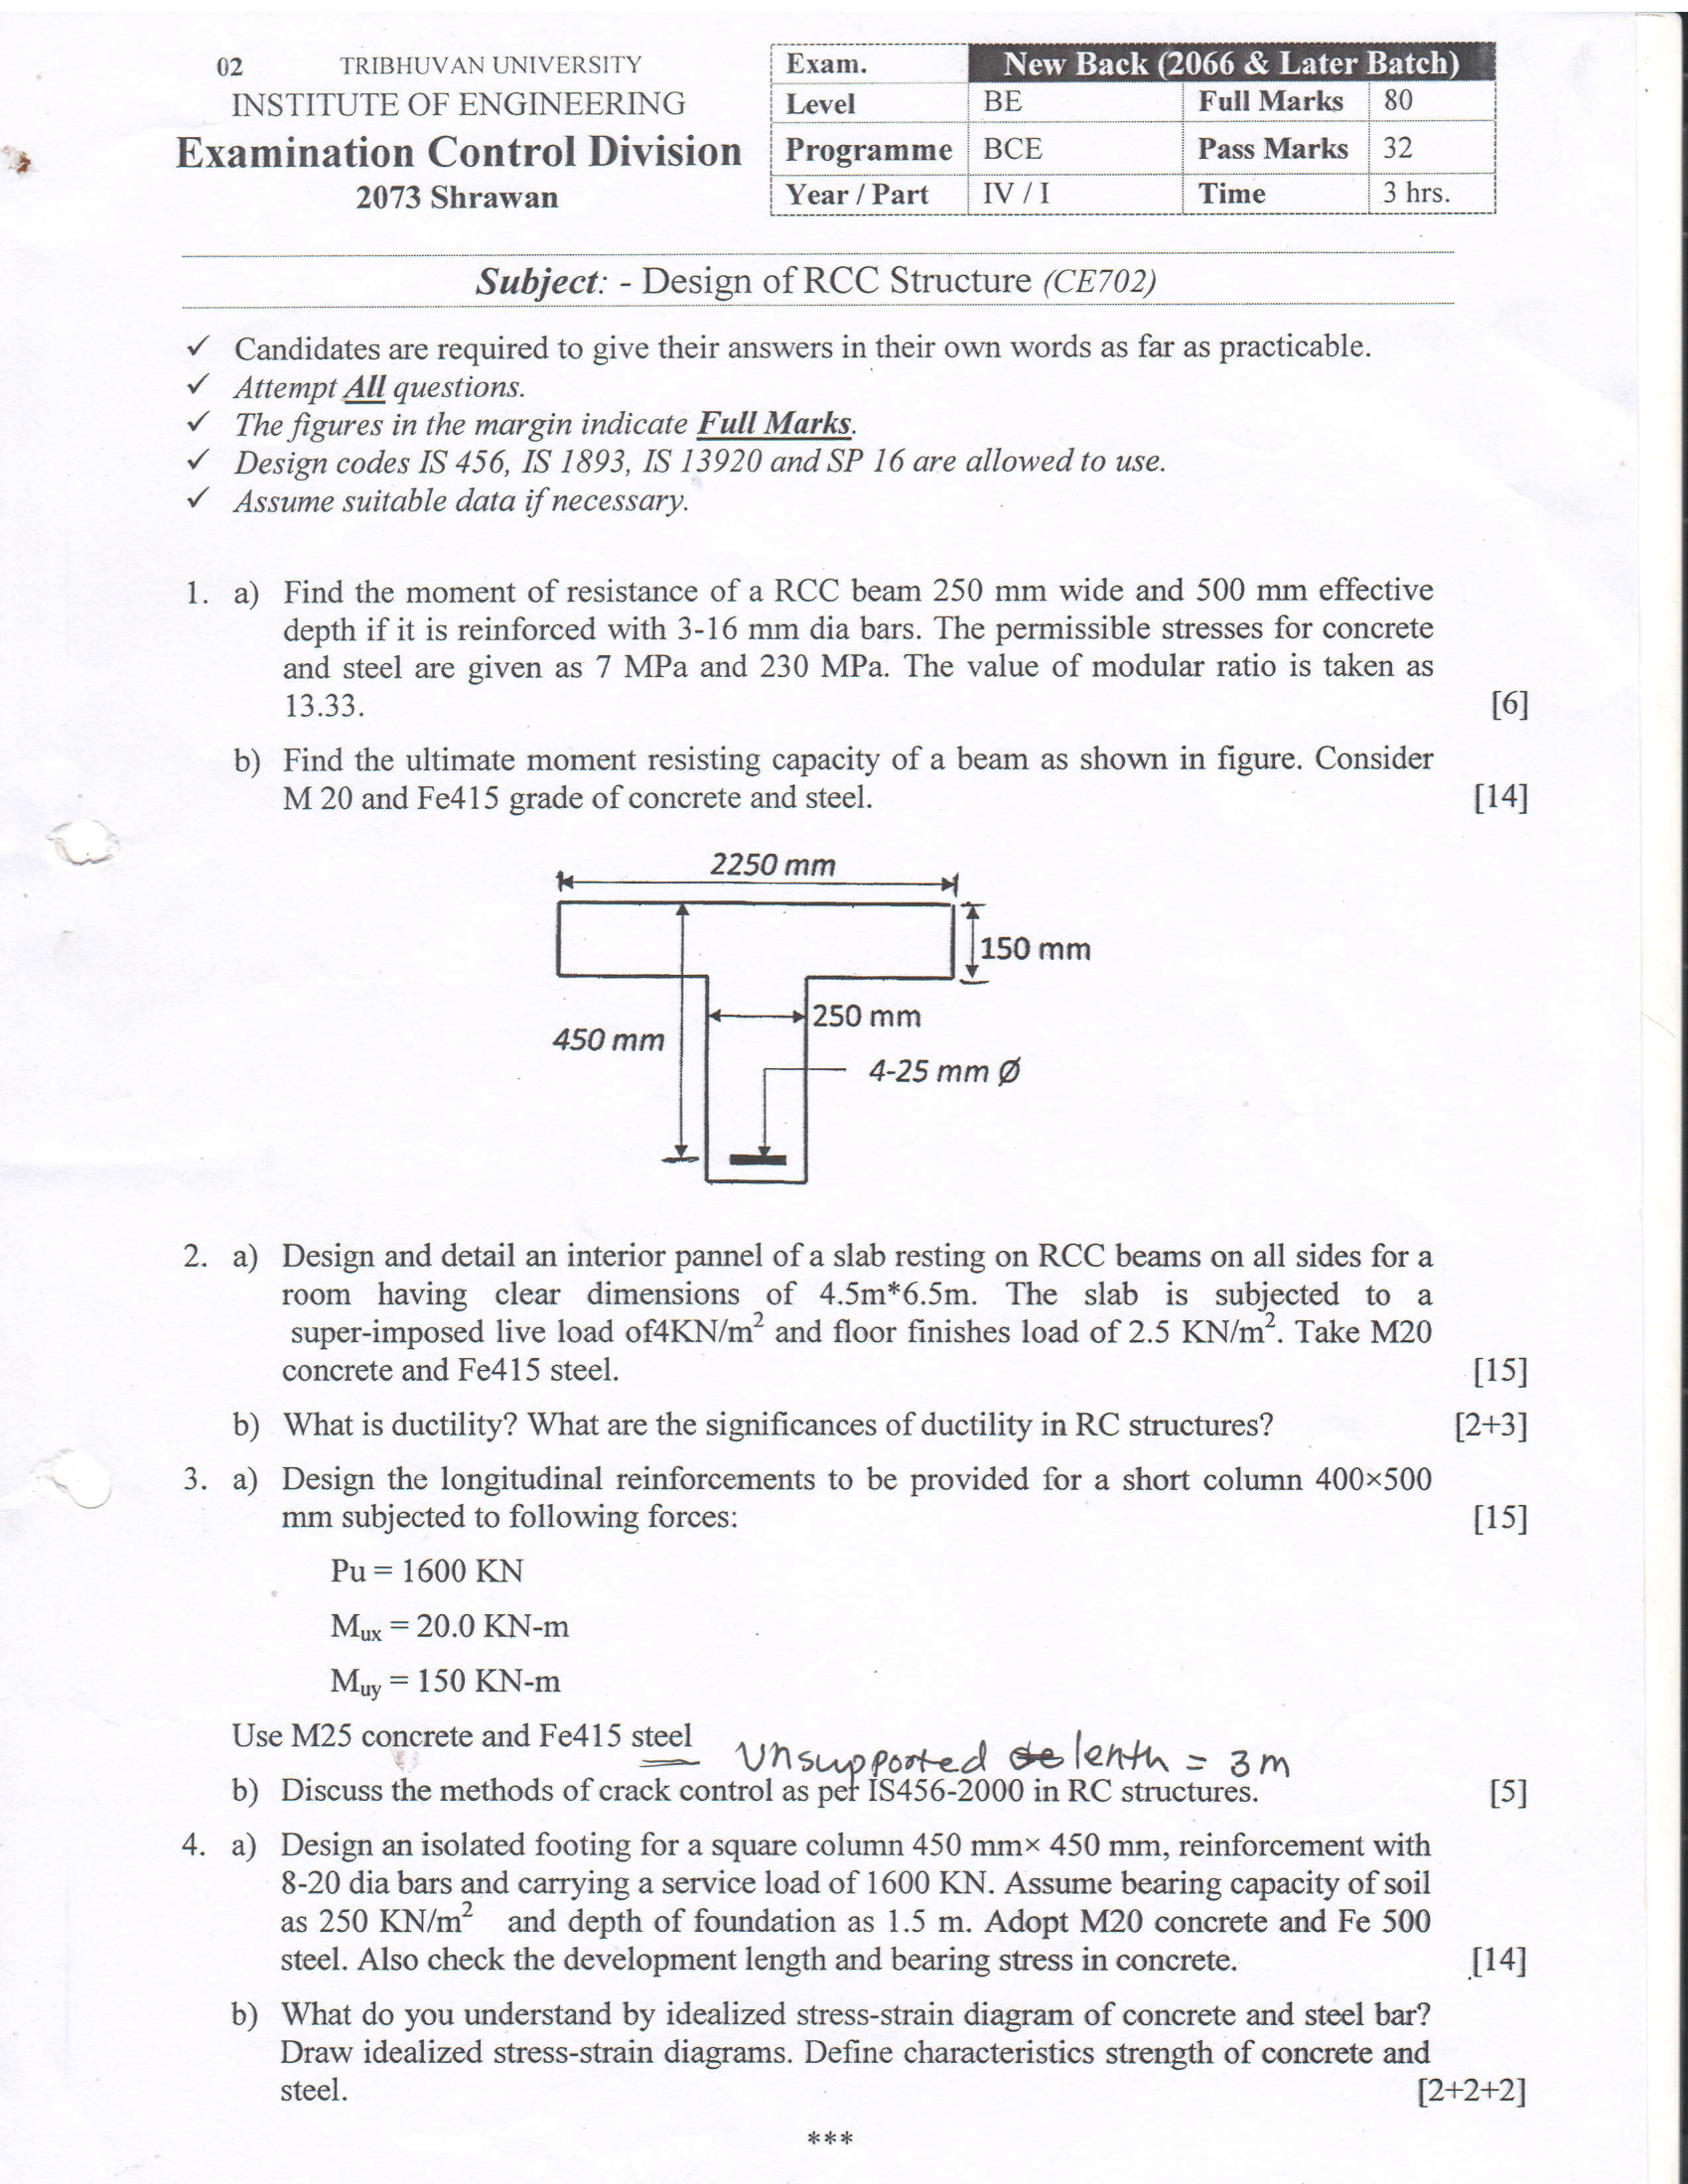 02 TRIBHUVAN UNIVERSITY
INSTITUTE OF ENGINEERING
Examination Control Division
2073 Shrawan
Exam. New Back (2066 & Later Batch)
Level BE Full Marks 80
Programme BCE Pass Marks 32
Year / Part IV / I Time 3 hrs.
Subject: - Design of RCC Structure (CE702)
✓ Candidates are required to give their answers in their own words as far as practicable.
✓ Attempt All questions.
✓ The figures in the margin indicate Full Marks.
✓ Design codes IS 456, IS 1893, IS 13920 and SP 16 are allowed to use.
✓ Assume suitable data if necessary.
1. a) Find the moment of resistance of a RCC beam 250 mm wide and 500 mm effective
depth if it is reinforced with 3-16 mm dia bars. The permissible stresses for concrete
and steel are given as 7 MPa and 230 MPa. The value of modular ratio is taken as
13.33. [6]
b) Find the ultimate moment resisting capacity of a beam as shown in figure. Consider
M 20 and Fe415 grade of concrete and steel. [14]
2250 mm
150 mm
250 mm
450 mm
4-25 mm Ø
2. a) Design and detail an interior pannel of a slab resting on RCC beams on all sides for a
room having clear dimensions of 4.5m*6.5m. The slab is subjected to a
super-imposed live load of4KN/m² and floor finishes load of 2.5 KN/m². Take M20
concrete and Fe415 steel. [15]
b) What is ductility? What are the significances of ductility in RC structures? [2+3]
3. a) Design the longitudinal reinforcements to be provided for a short column 400×500
mm subjected to following forces: [15]
Pu = 1600 KN
Mux = 20.0 KN-m
Muy = 150 KN-m
Use M25 concrete and Fe415 steel
Unsupported lenth = 3m
b) Discuss the methods of crack control as per IS456-2000 in RC structures. [5]
4. a) Design an isolated footing for a square column 450 mm× 450 mm, reinforcement with
8-20 dia bars and carrying a service load of 1600 KN. Assume bearing capacity of soil
as 250 KN/m² and depth of foundation as 1.5 m. Adopt M20 concrete and Fe 500
steel. Also check the development length and bearing stress in concrete. [14]
b) What do you understand by idealized stress-strain diagram of concrete and steel bar?
Draw idealized stress-strain diagrams. Define characteristics strength of concrete and
steel. [2+2+2]
***